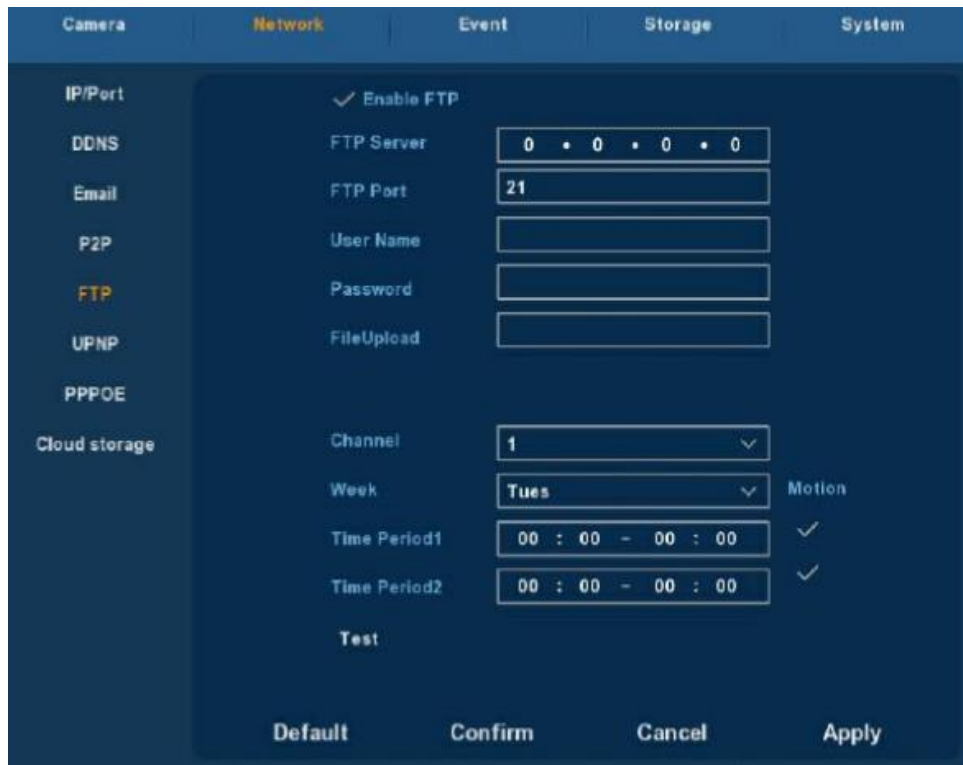 Camera Network Event Storage System
IP/Port
DDNS
Email
P2P
FTP
UPNP
PPPOE
Cloud storage
Enable FTP
FTP Server 0 . 0 . 0 . 0
FTP Port 21
User Name
Password
FileUpload
Channel 1
Week Tues Motion
Time Period1 00 : 00 - 00 : 00
Time Period2 00 : 00 - 00 : 00
Test
Default Confirm Cancel Apply